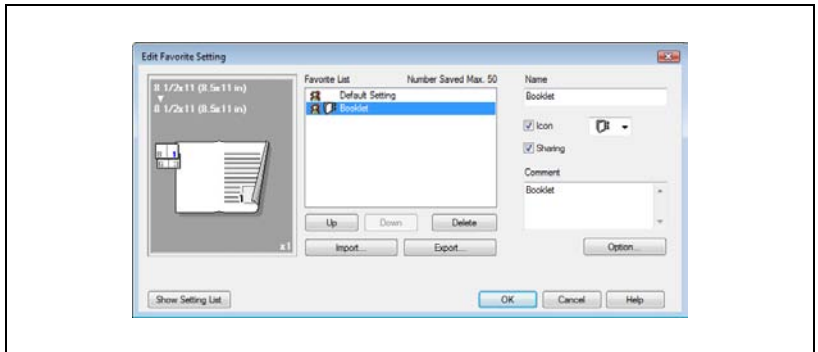 Edit Favorite Setting
8 1/2x11 (8.5x11 in)
8 1/2x11 (8.5x11 in)
x1
Show Setting List
Favorite List Number Saved Max. 50
Default Setting
Booklet
Up Down Delete
Import... Export...
Name
Booklet
Icon
Sharing
Comment
Booklet
Option...
OK Cancel Help